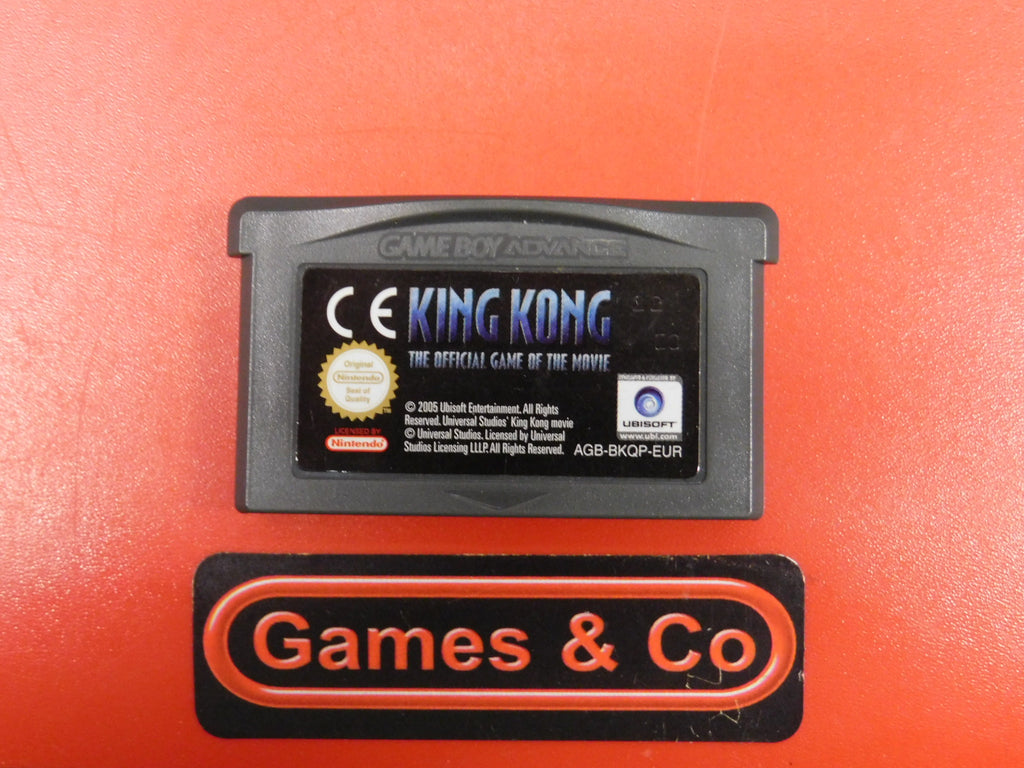 GAME BOY ADVANCE
CE KING KONG
THE OFFICIAL GAME OF THE MOVIE
Original
Nintendo
Seal of
Quality
TM
LICENSED BY
Nintendo
© 2005 Ubisoft Entertainment. All Rights
Reserved. Universal Studios' King Kong movie
© Universal Studios. Licensed by Universal
Studios Licensing LLLP. All Rights Reserved.
UBISOFT
www.ubi.com
AGB-BKQP-EUR
Games & Co